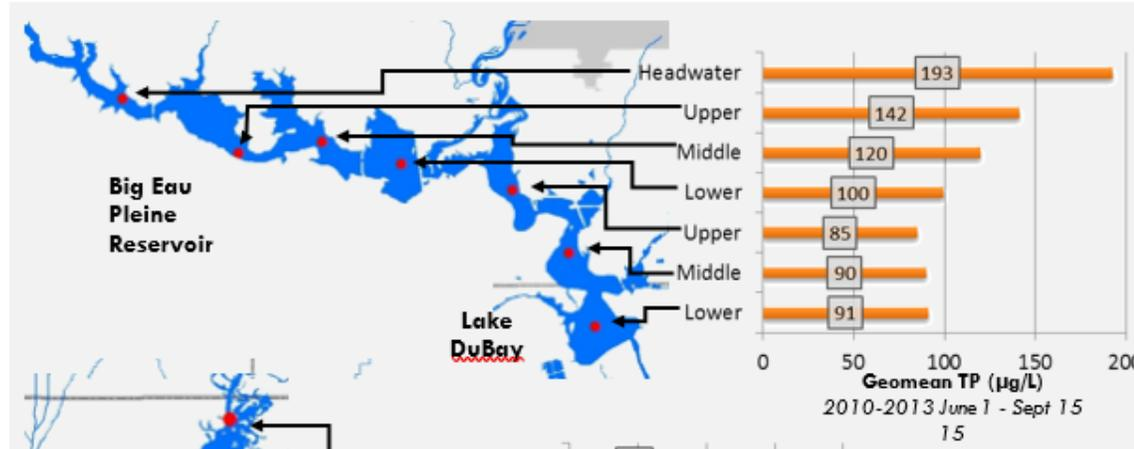 Headwater 193
Upper 142
Middle 120
Lower 100
Upper 85
Middle 90
Lower 91
Big Eau
Pleine
Reservoir
Lake
DuBay
0 50 100 150 200
Geomean TP (µg/L)
2010-2013 June 1 - Sept 15
15